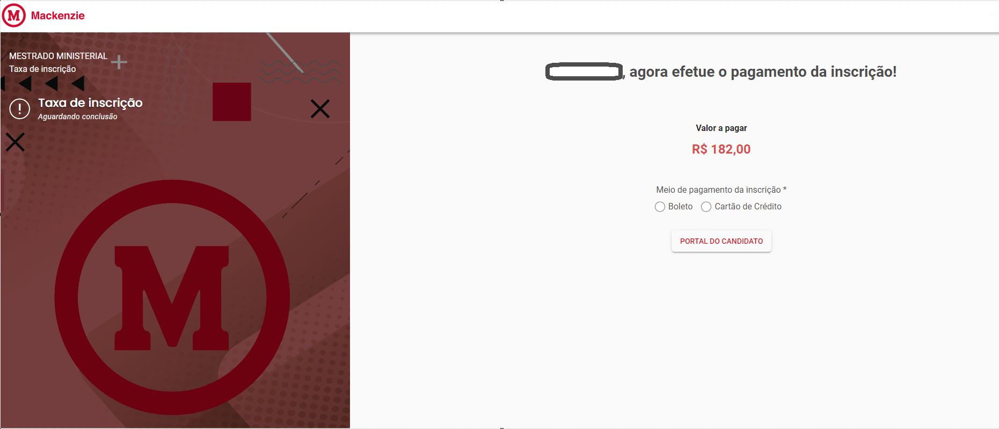 Mackenzie
MESTRADO MINISTERIAL
Taxa de inscrição
Taxa de inscrição
Aguardando conclusão
, agora efetue o pagamento da inscrição!
Valor a pagar
R$ 182,00
Meio de pagamento da inscrição *
Boleto Cartão de Crédito
PORTAL DO CANDIDATO
M